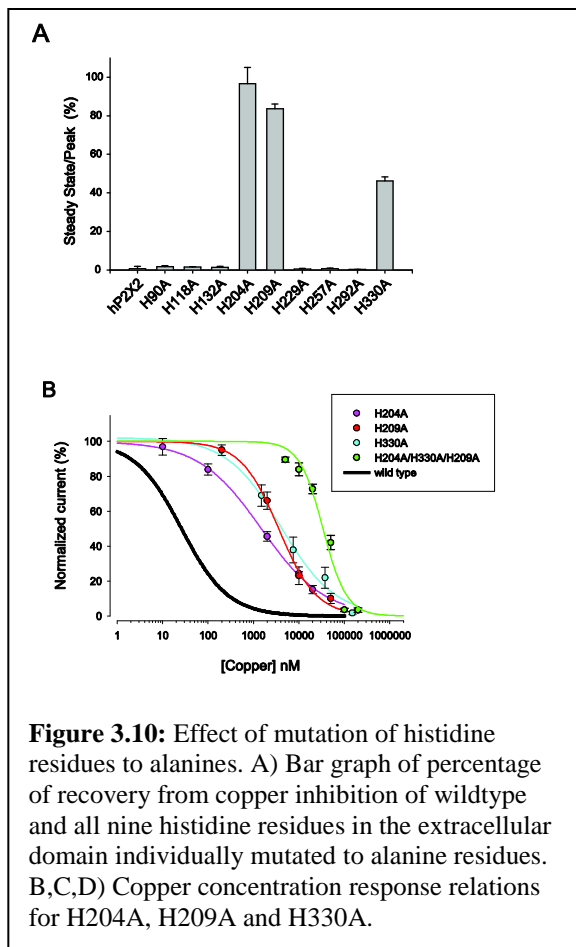 A
Steady State/Peak (%)
100
80
60
40
20
0
hP2X2
H90A
H118A
H132A
H204A
H209A
H229A
H257A
H292A
H330A
B
H204A
H209A
H330A
H204A/H330A/H209A
wild type
Normalized current (%)
100
80
60
40
20
0
1 10 100 1000 10000 100000 1000000
[Copper] nM
Figure 3.10: Effect of mutation of histidine
residues to alanines. A) Bar graph of percentage
of recovery from copper inhibition of wildtype
and all nine histidine residues in the extracellular
domain individually mutated to alanine residues.
B,C,D) Copper concentration response relations
for H204A, H209A and H330A.